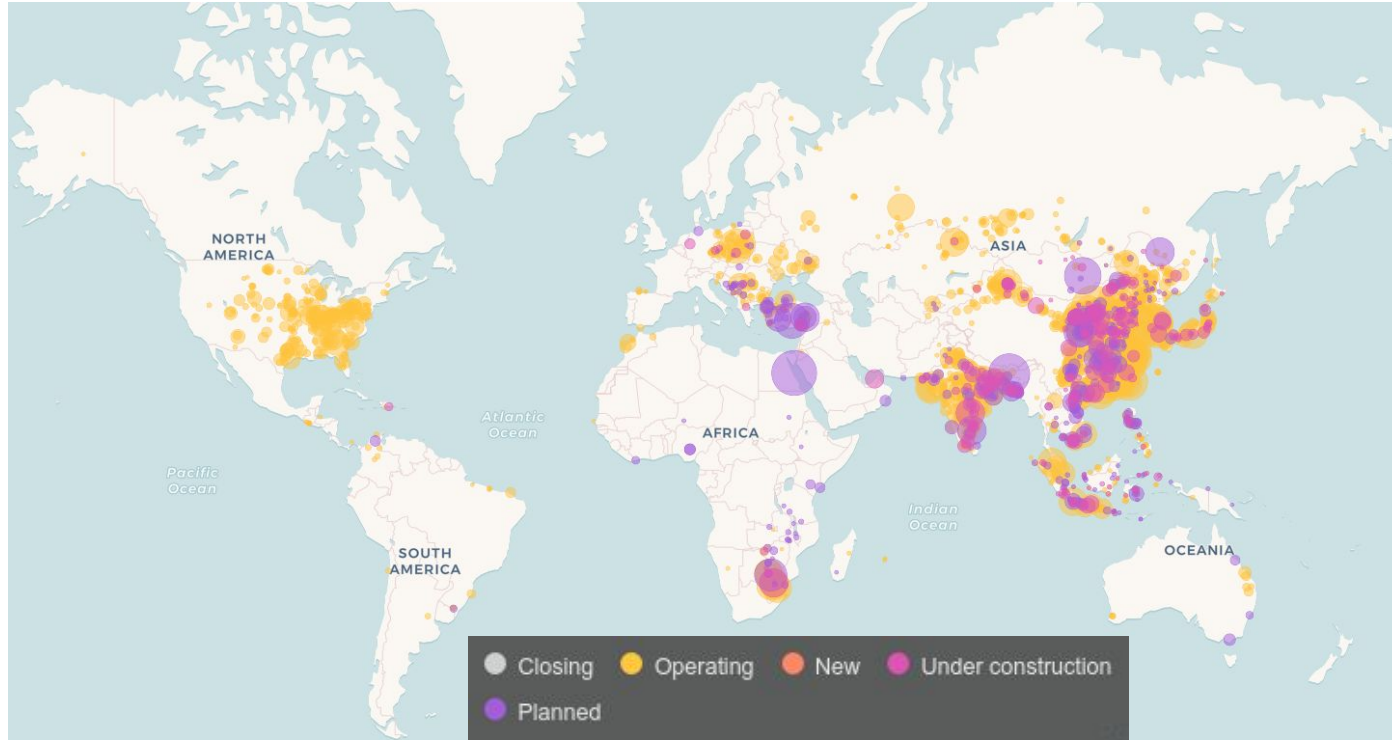 NORTH
AMERICA
ASIA
Atlantic
Ocean
AFRICA
Pacific
Ocean
Indian
Ocean
SOUTH
AMERICA
OCEANIA
Closing Operating New Under construction
Planned